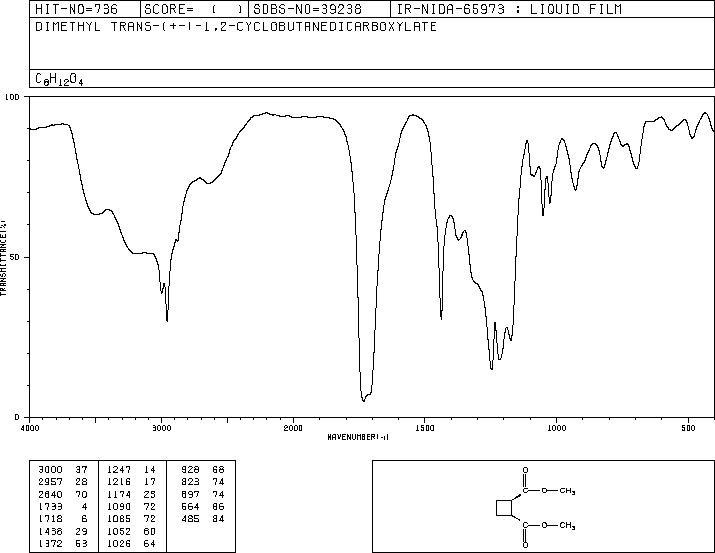 HIT-NO=736 SCORE= ( ) SDBS-NO=39238 IR-NIDA-65973 : LIQUID FILM
DIMETHYL TRANS-(+-)-1,2-CYCLOBUTANEDICARBOXYLATE
C8H12O4
100
50
0
TRANSMITTANCE(%)
4000 3000 2000 1500 1000 500
WAVENUMBER(-1)
3000 37 1247 14 928 68
2957 28 1216 17 823 74
2640 70 1174 23 697 74
1733 4 1090 72 564 86
1718 6 1085 72 485 84
1436 29 1052 60
1372 53 1026 64
O
O—CH3
O—CH3
O